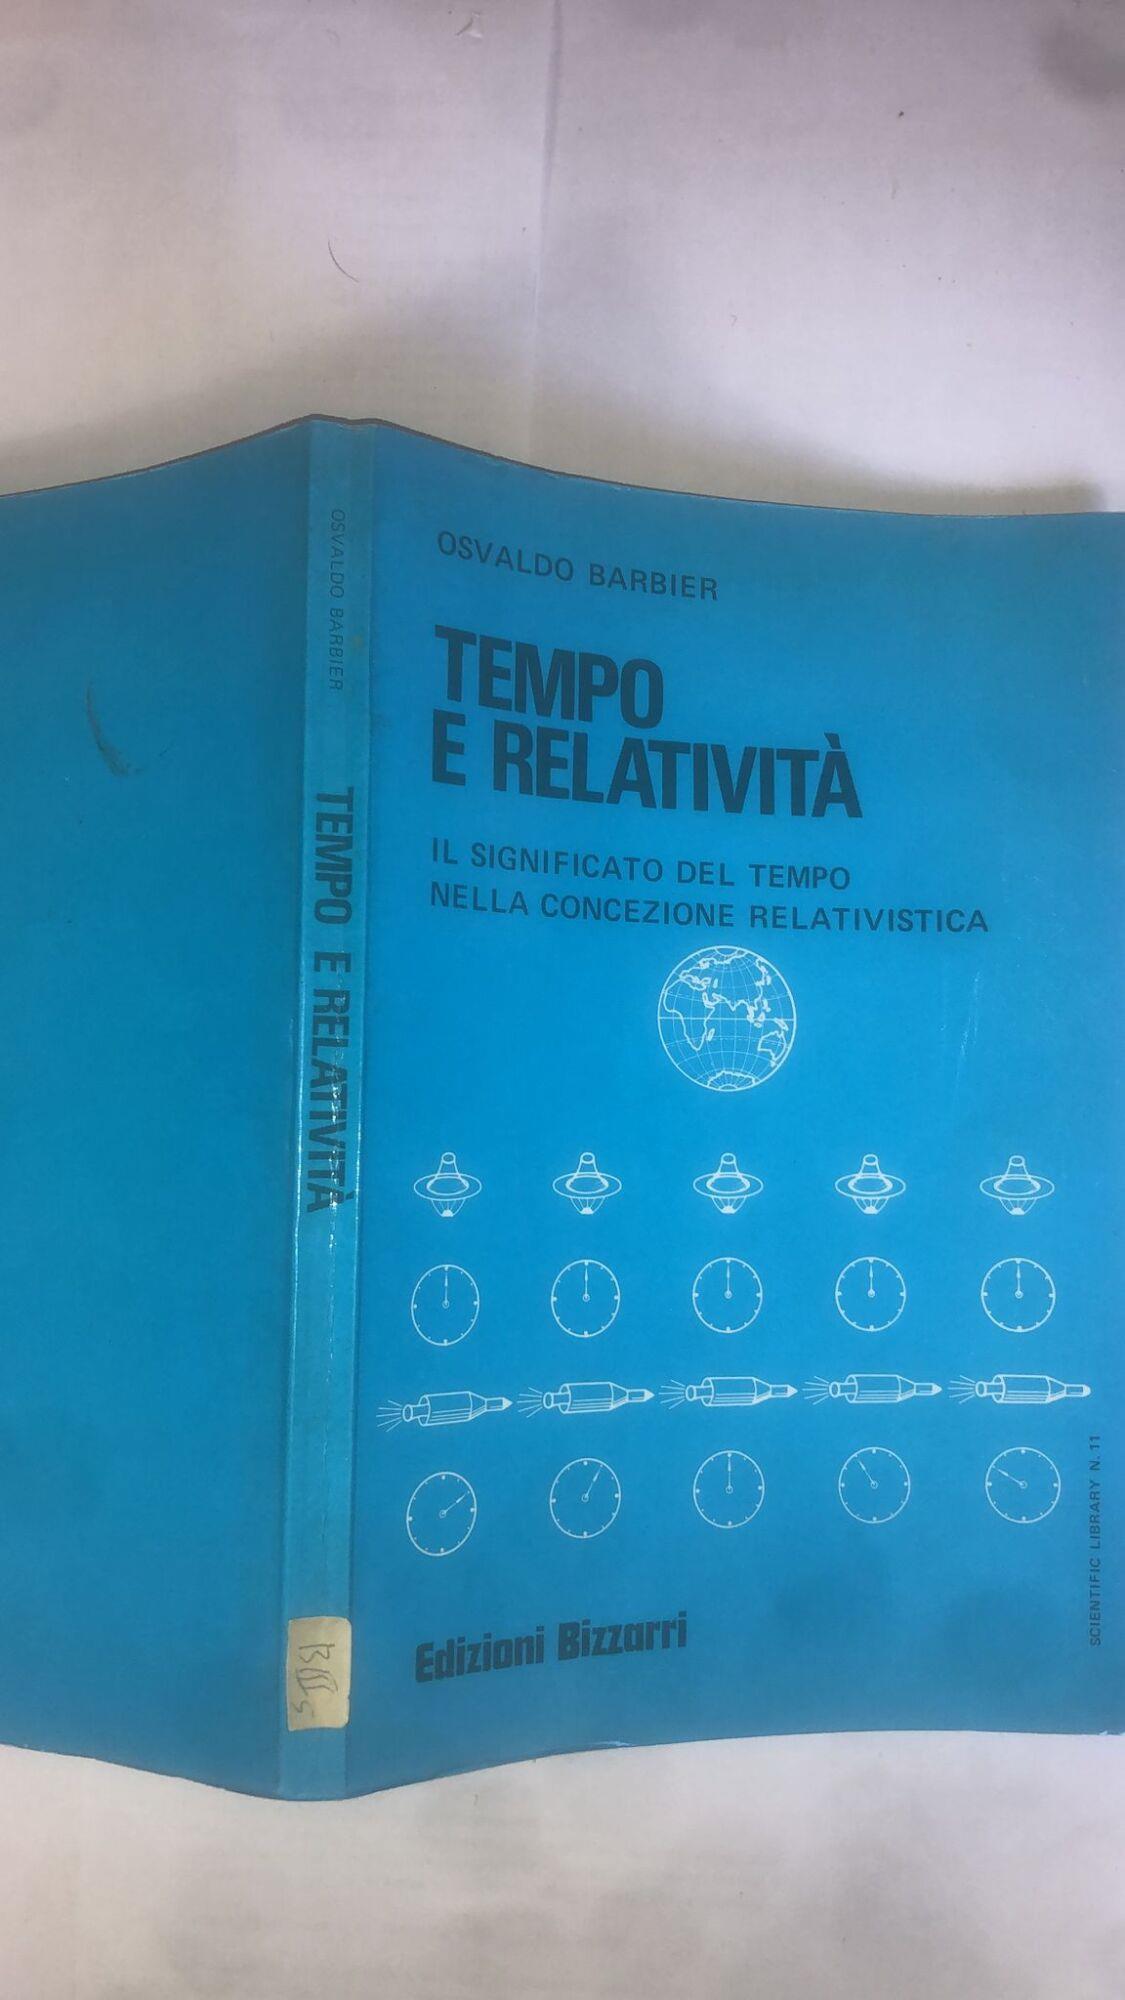 OSVALDO BARBIER
TEMPO E RELATIVITÀ
OSVALDO BARBIER
TEMPO
E RELATIVITÀ
IL SIGNIFICATO DEL TEMPO
NELLA CONCEZIONE RELATIVISTICA
Edizioni Bizzarri
SCIENTIFIC LIBRARY N. 11